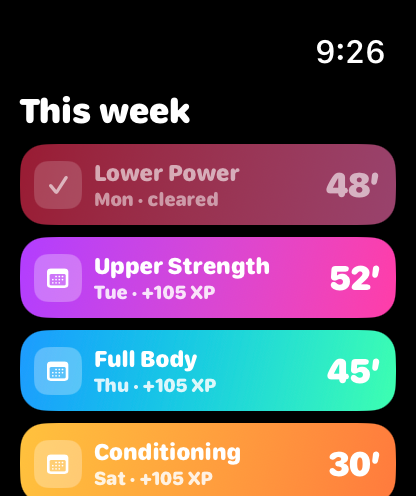 9:26
This week
Lower Power
Mon · cleared
48'
Upper Strength
Tue · +105 XP
52'
Full Body
Thu · +105 XP
45'
Conditioning
Sat · +105 XP
30'